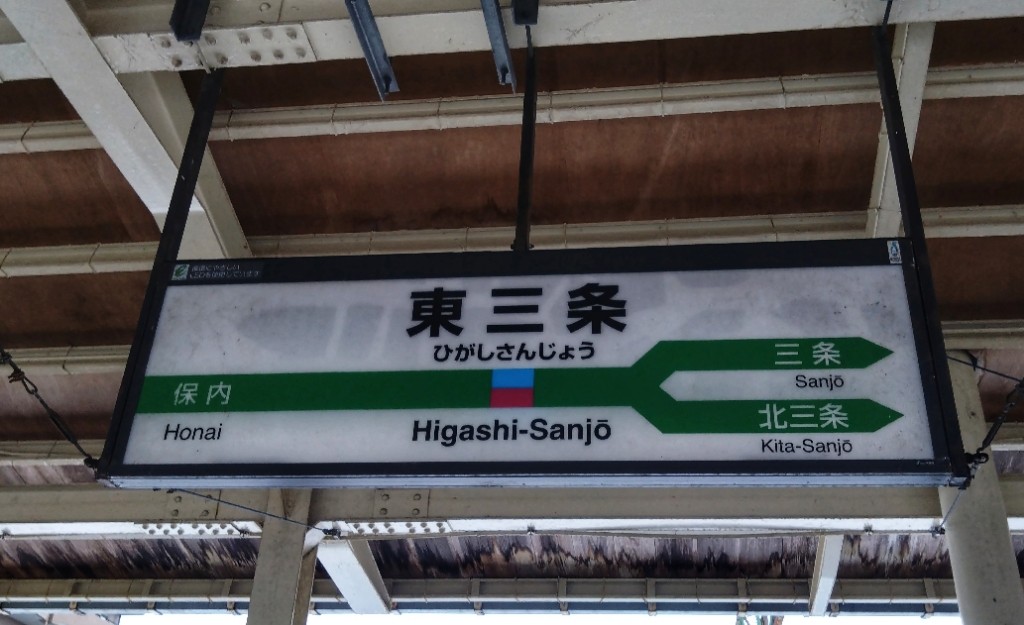 東三条
ひがしさんじょう
三条
Sanjō
保内
北三条
Honai
Higashi-Sanjō
Kita-Sanjō